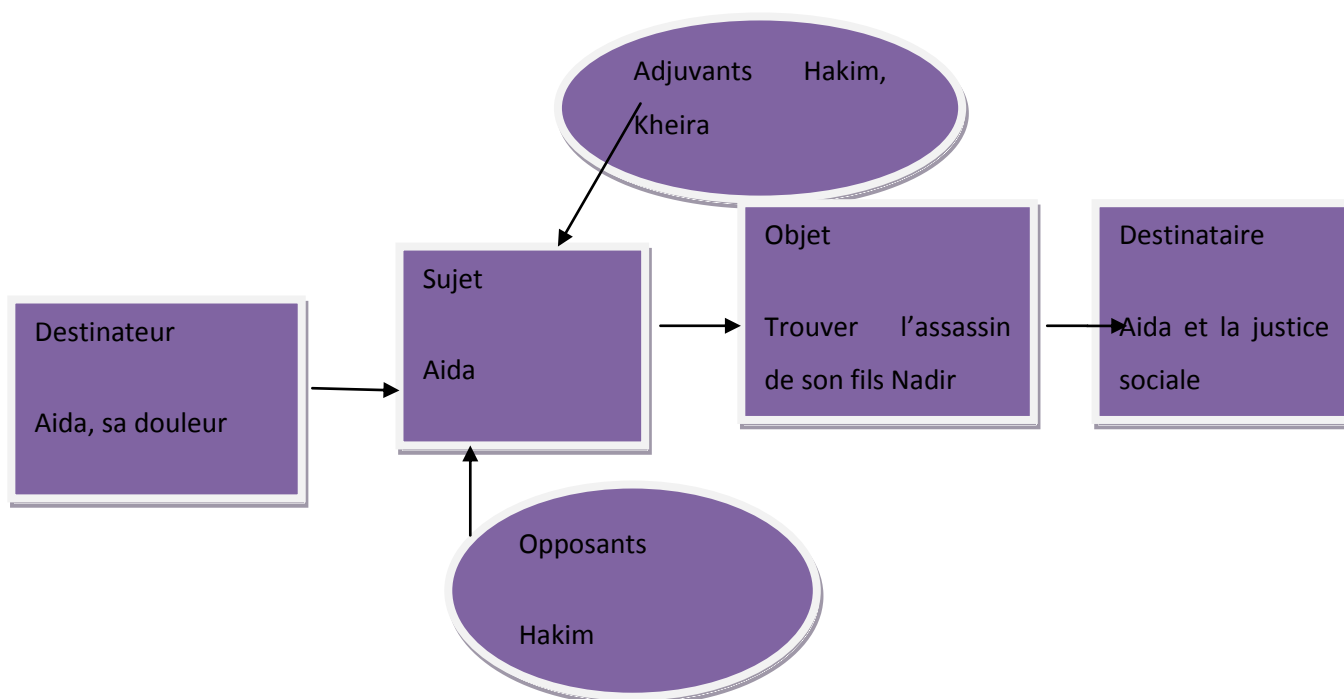 Adjuvants Hakim,
Kheira
Objet
Trouver l’assassin
de son fils Nadir
Destinataire
Aida et la justice
sociale
Sujet
Aida
Destinateur
Aida, sa douleur
Opposants
Hakim